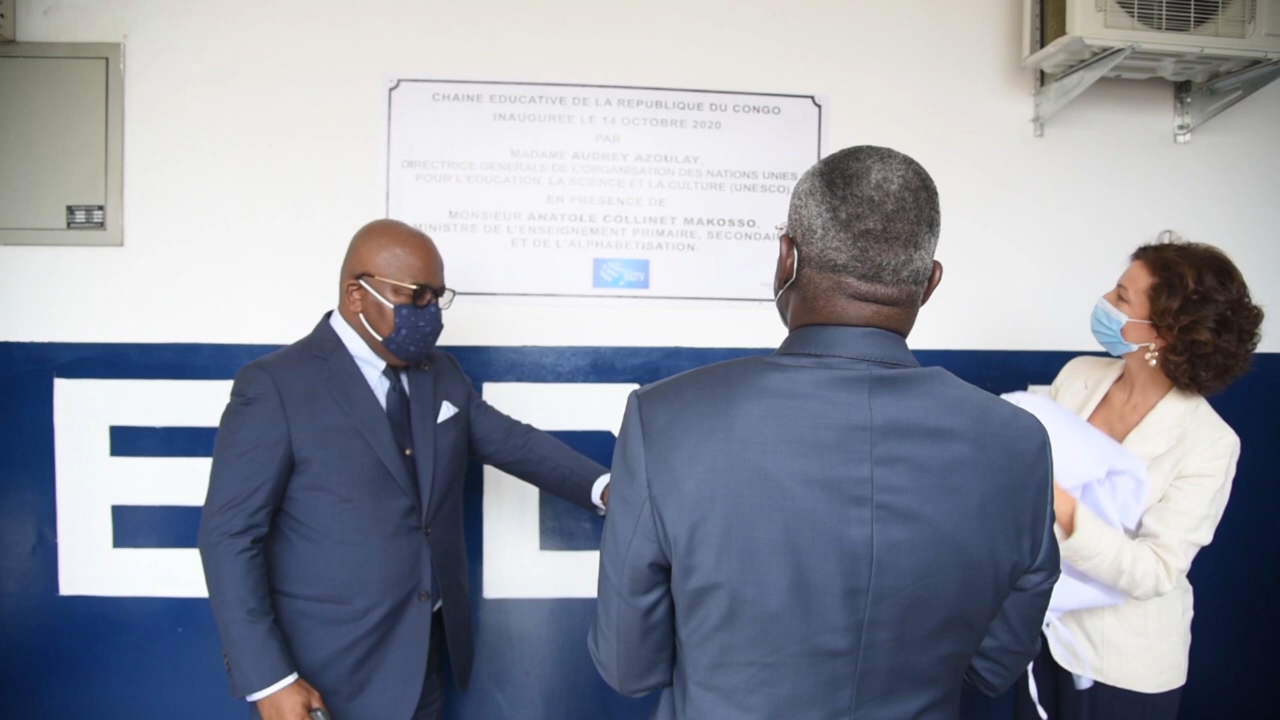 CHAINE EDUCATIVE DE LA REPUBLIQUE DU CONGO
INAUGUREE LE 14 OCTOBRE 2020
PAR
MADAME AUDREY AZOULAY,
DIRECTRICE GENERALE DE L'ORGANISATION DES NATIONS UNIES
POUR L'EDUCATION, LA SCIENCE ET LA CULTURE (UNESCO)
EN PRESENCE DE
MONSIEUR ANATOLE COLLINET MAKOSSO,
MINISTRE DE L'ENSEIGNEMENT PRIMAIRE, SECONDAIRE
ET DE L'ALPHABETISATION.
E